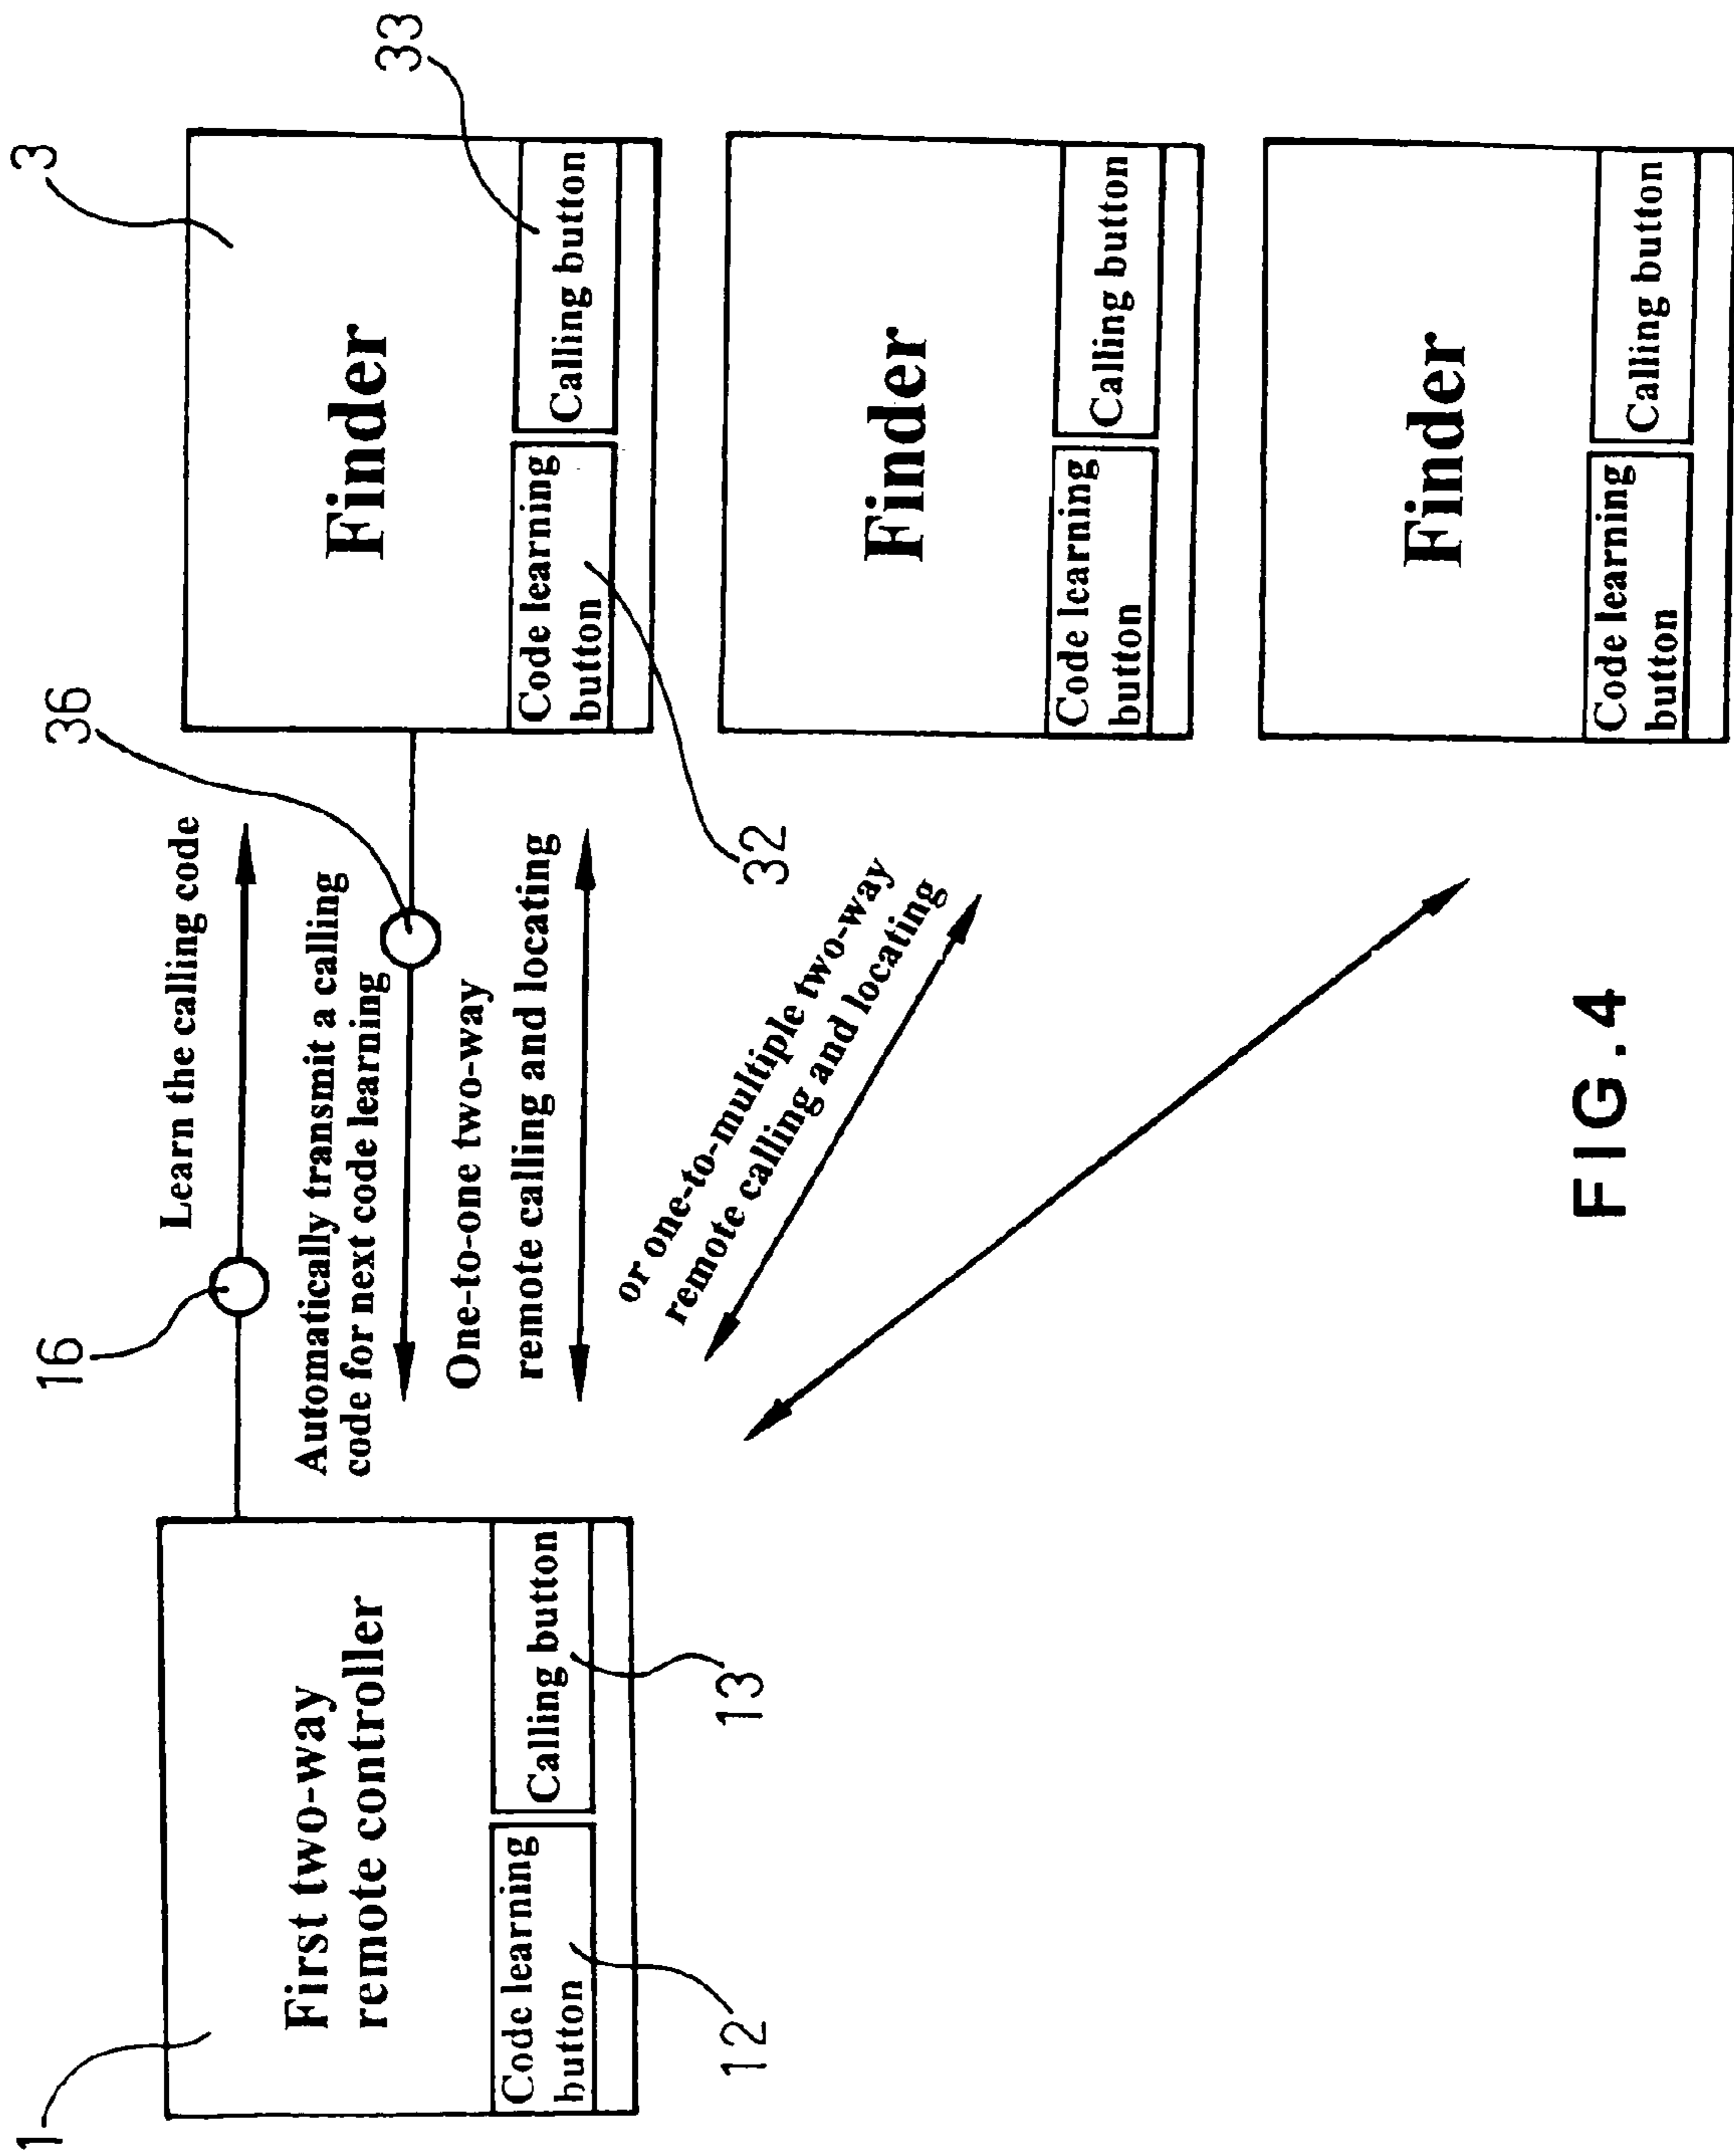 1
First two-way
remote controller
Code learning
button
Calling button
12
13
16
Learn the calling code
Automatically transmit a calling
code for next code learning
36
One-to-one two-way
remote calling and locating
or one-to-multiple two-way
remote calling and locating
3
Finder
Code learning
button
Calling button
32
33
Finder
Code learning
button
Calling button
Finder
Code learning
button
Calling button
FIG.4